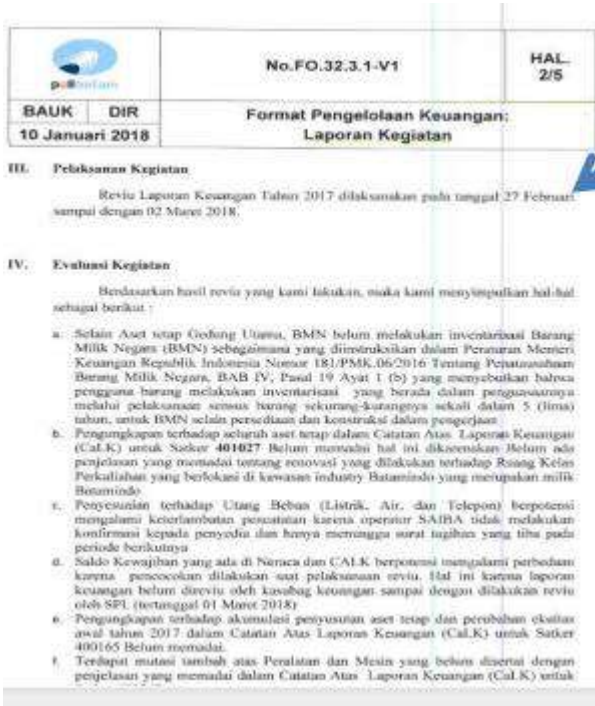 No.FO.32.3.1-V1
HAL.
2/5
polibatam
BAUK DIR
10 Januari 2018
Format Pengelolaan Keuangan:
Laporan Kegiatan
III. Pelaksanan Kegiatan
Reviu Laporan Keuangan Tahun 2017 dilaksanakan pada tanggal 27 Februari
sampai dengan 02 Maret 2018.
IV. Evaluasi Kegiatan
Berdasarkan hasil reviu yang kami lakukan, maka kami menyimpulkan hal-hal
sebagai berikut :
a. Selain Aset tetap Gedung Utama, BMN belum melakukan inventarisasi Barang
Milik Negara (BMN) sebagaimana yang diinstruksikan dalam Peraturan Menteri
Keuangan Republik Indonesia Nomor 181/PMK.06/2016 Tentang Penatausahaan
Barang Milik Negara, BAB IV, Pasal 19 Ayat 1 (b) yang menyebutkan bahwa
pengguna barang melakukan inventarisasi yang berada dalam penguasaannya
melalui pelaksanaan sensus barang sekurang-kurangnya sekali dalam 5 (lima)
tahun, untuk BMN selain persediaan dan konstruksi dalam pengerjaan
b. Pengungkapan terhadap seluruh aset tetap dalam Catatan Atas Laporan Keuangan
(CaLK) untuk Satker 401027 Belum memadai hal ini dikarenakan Belum ada
penjelasan yang memadai tentang renovasi yang dilakukan terhadap Ruang Kelas
Perkuliahan yang berlokasi di kawasan industry Batamindo yang merupakan milik
Batamindo
c. Penyesuaian terhadap Utang Beban (Listrik, Air, dan Telepon) berpotensi
mengalami keterlambatan pencatatan karena operator SAIBA tidak melakukan
konfirmasi kepada penyedia dan hanya menunggu surat tagihan yang tiba pada
periode berikutnya
d. Saldo Kewajiban yang ada di Neraca dan CALK berpotensi mengalami perbedaan
karena pencocokan dilakukan saat pelaksanaan reviu. Hal ini karena laporan
keuangan belum direviu oleh kasubag keuangan sampai dengan dilakukan reviu
oleh SPI. (tertanggal 01 Maret 2018)
e. Pengungkapan terhadap akumulasi penyusutan aset tetap dan perubahan ekuitas
awal tahun 2017 dalam Catatan Atas Laporan Keuangan (CaLK) untuk Satker
400165 Belum memadai.
f. Terdapat mutasi tambah atas Peralatan dan Mesin yang belum disertai dengan
penjelasan yang memadai dalam Catatan Atas Laporan Keuangan (CaLK) untuk